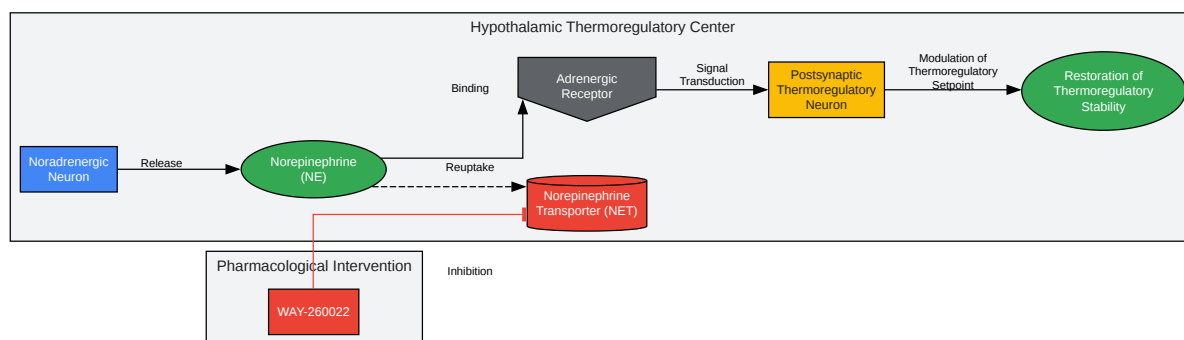 Hypothalamic Thermoregulatory Center
Noradrenergic
Neuron
Release
Norepinephrine
(NE)
Binding
Reuptake
Adrenergic
Receptor
Signal
Transduction
Postsynaptic
Thermoregulatory
Neuron
Modulation of
Thermoregulatory
Setpoint
Restoration of
Thermoregulatory
Stability
Norepinephrine
Transporter (NET)
Pharmacological Intervention
Inhibition
WAY-260022